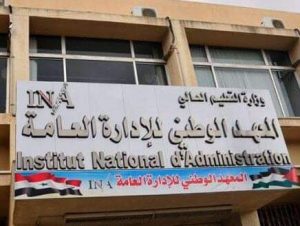 INA
وزارة التعليم العالي
المعهد الوطني للإدارة العامة
Institut National d'Administration
INA المعهد الوطني للإدارة العامة